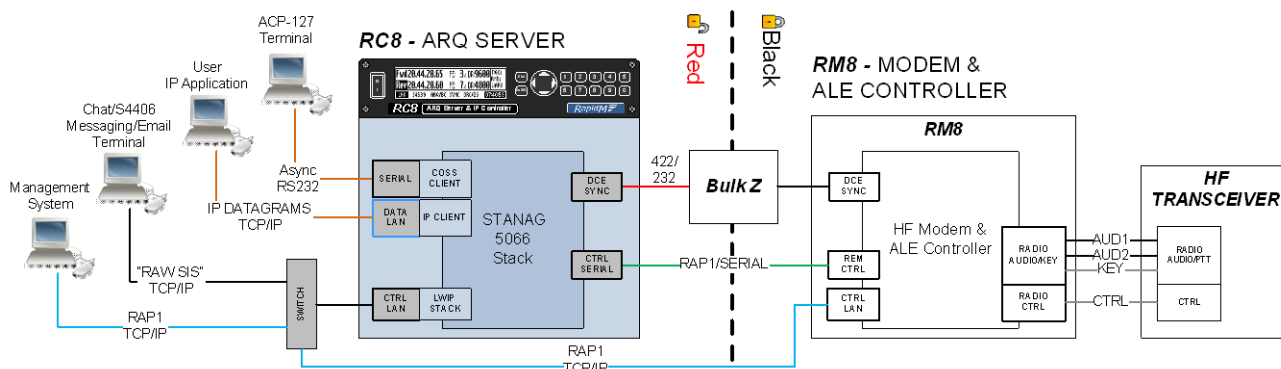 ACP-127
Terminal
User
IP Application
Chat/S4406
Messaging/Email
Terminal
Management
System
RC8 - ARQ SERVER
Red
Black
RM8 - MODEM &
ALE CONTROLLER
RC8
ARQ Server & IP Controller
RapidM
Async
RS232
IP DATAGRAMS
TCP/IP
"RAW SIS"
TCP/IP
RAP1
TCP/IP
SWITCH
SERIAL
COSS
CLIENT
DATA
LAN
IP CLIENT
CTRL
LAN
LWIP
STACK
STANAG
5066
Stack
DCE
SYNC
CTRL
SERIAL
422/
232
BulkZ
RAP1/SERIAL
RAP1
TCP/IP
RM8
DCE
SYNC
REM
CTRL
CTRL
LAN
HF Modem &
ALE Controller
RADIO
AUDIO/KEY
RADIO
CTRL
AUD1
AUD2
KEY
CTRL
HF
TRANSCEIVER
RADIO
AUDIO/PTT
CTRL